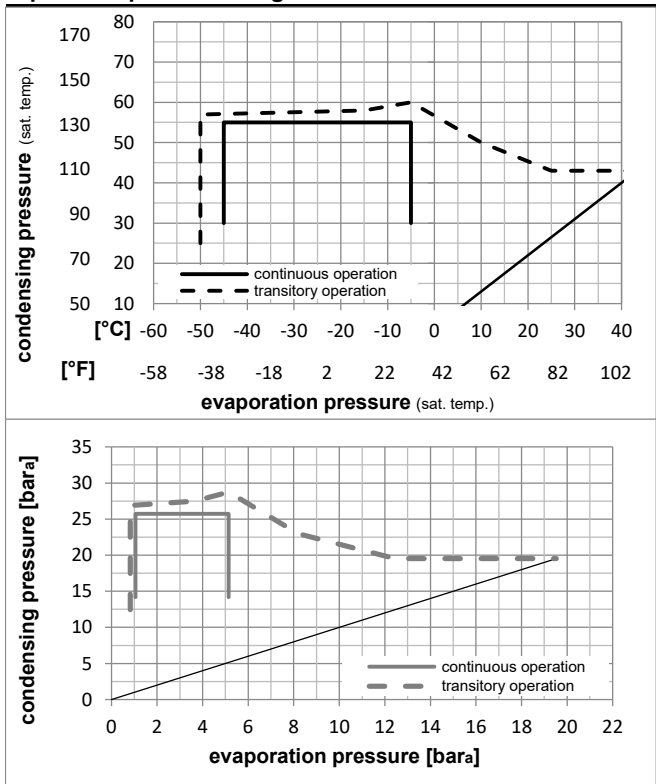 170 80
70
150
60
130
50
110
40
90
30
70
20
50 10
condensing pressure (sat. temp.)
continuous operation
transitory operation
[°C] -60 -50 -40 -30 -20 -10 0 10 20 30 40
[°F] -58 -38 -18 2 22 42 62 82 102
evaporation pressure (sat. temp.)
35
30
25
20
15
10
5
0
condensing pressure [bara]
continuous operation
transitory operation
0 2 4 6 8 10 12 14 16 18 20 22
evaporation pressure [bara]